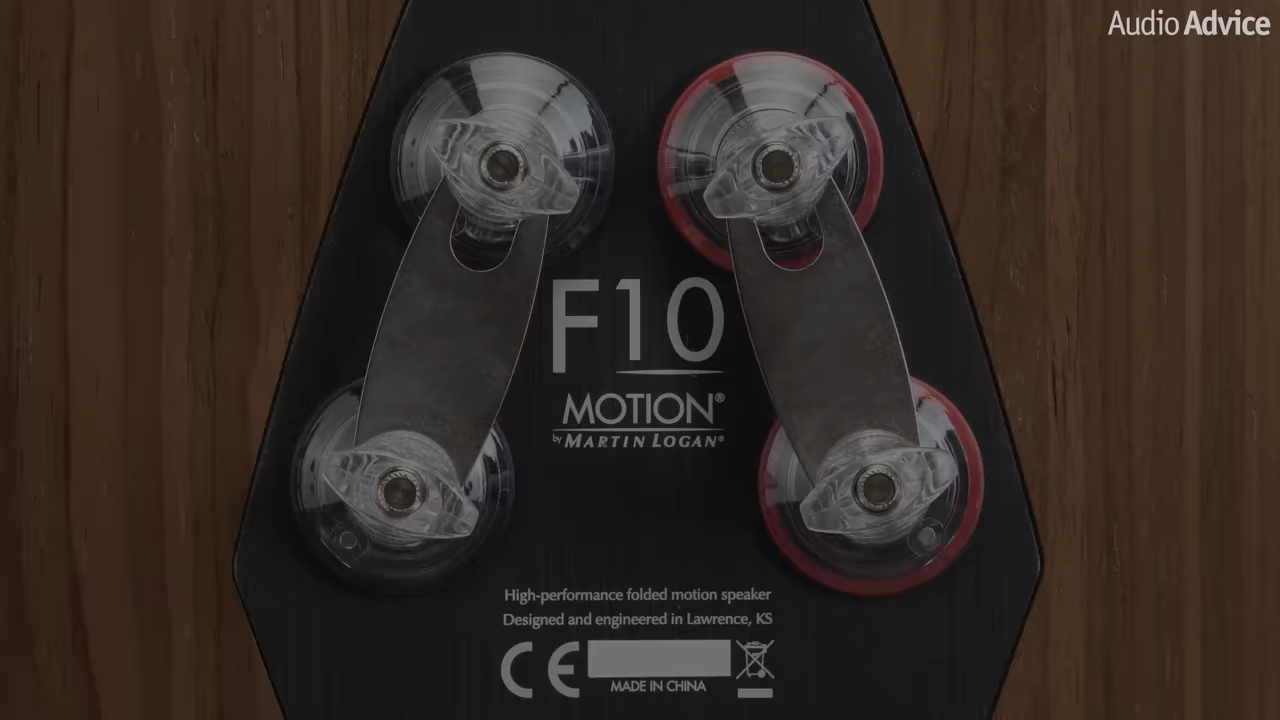 Audio Advice
F10
MOTION®
by MARTIN LOGAN®
High-performance folded motion speaker
Designed and engineered in Lawrence, KS
CE
MADE IN CHINA